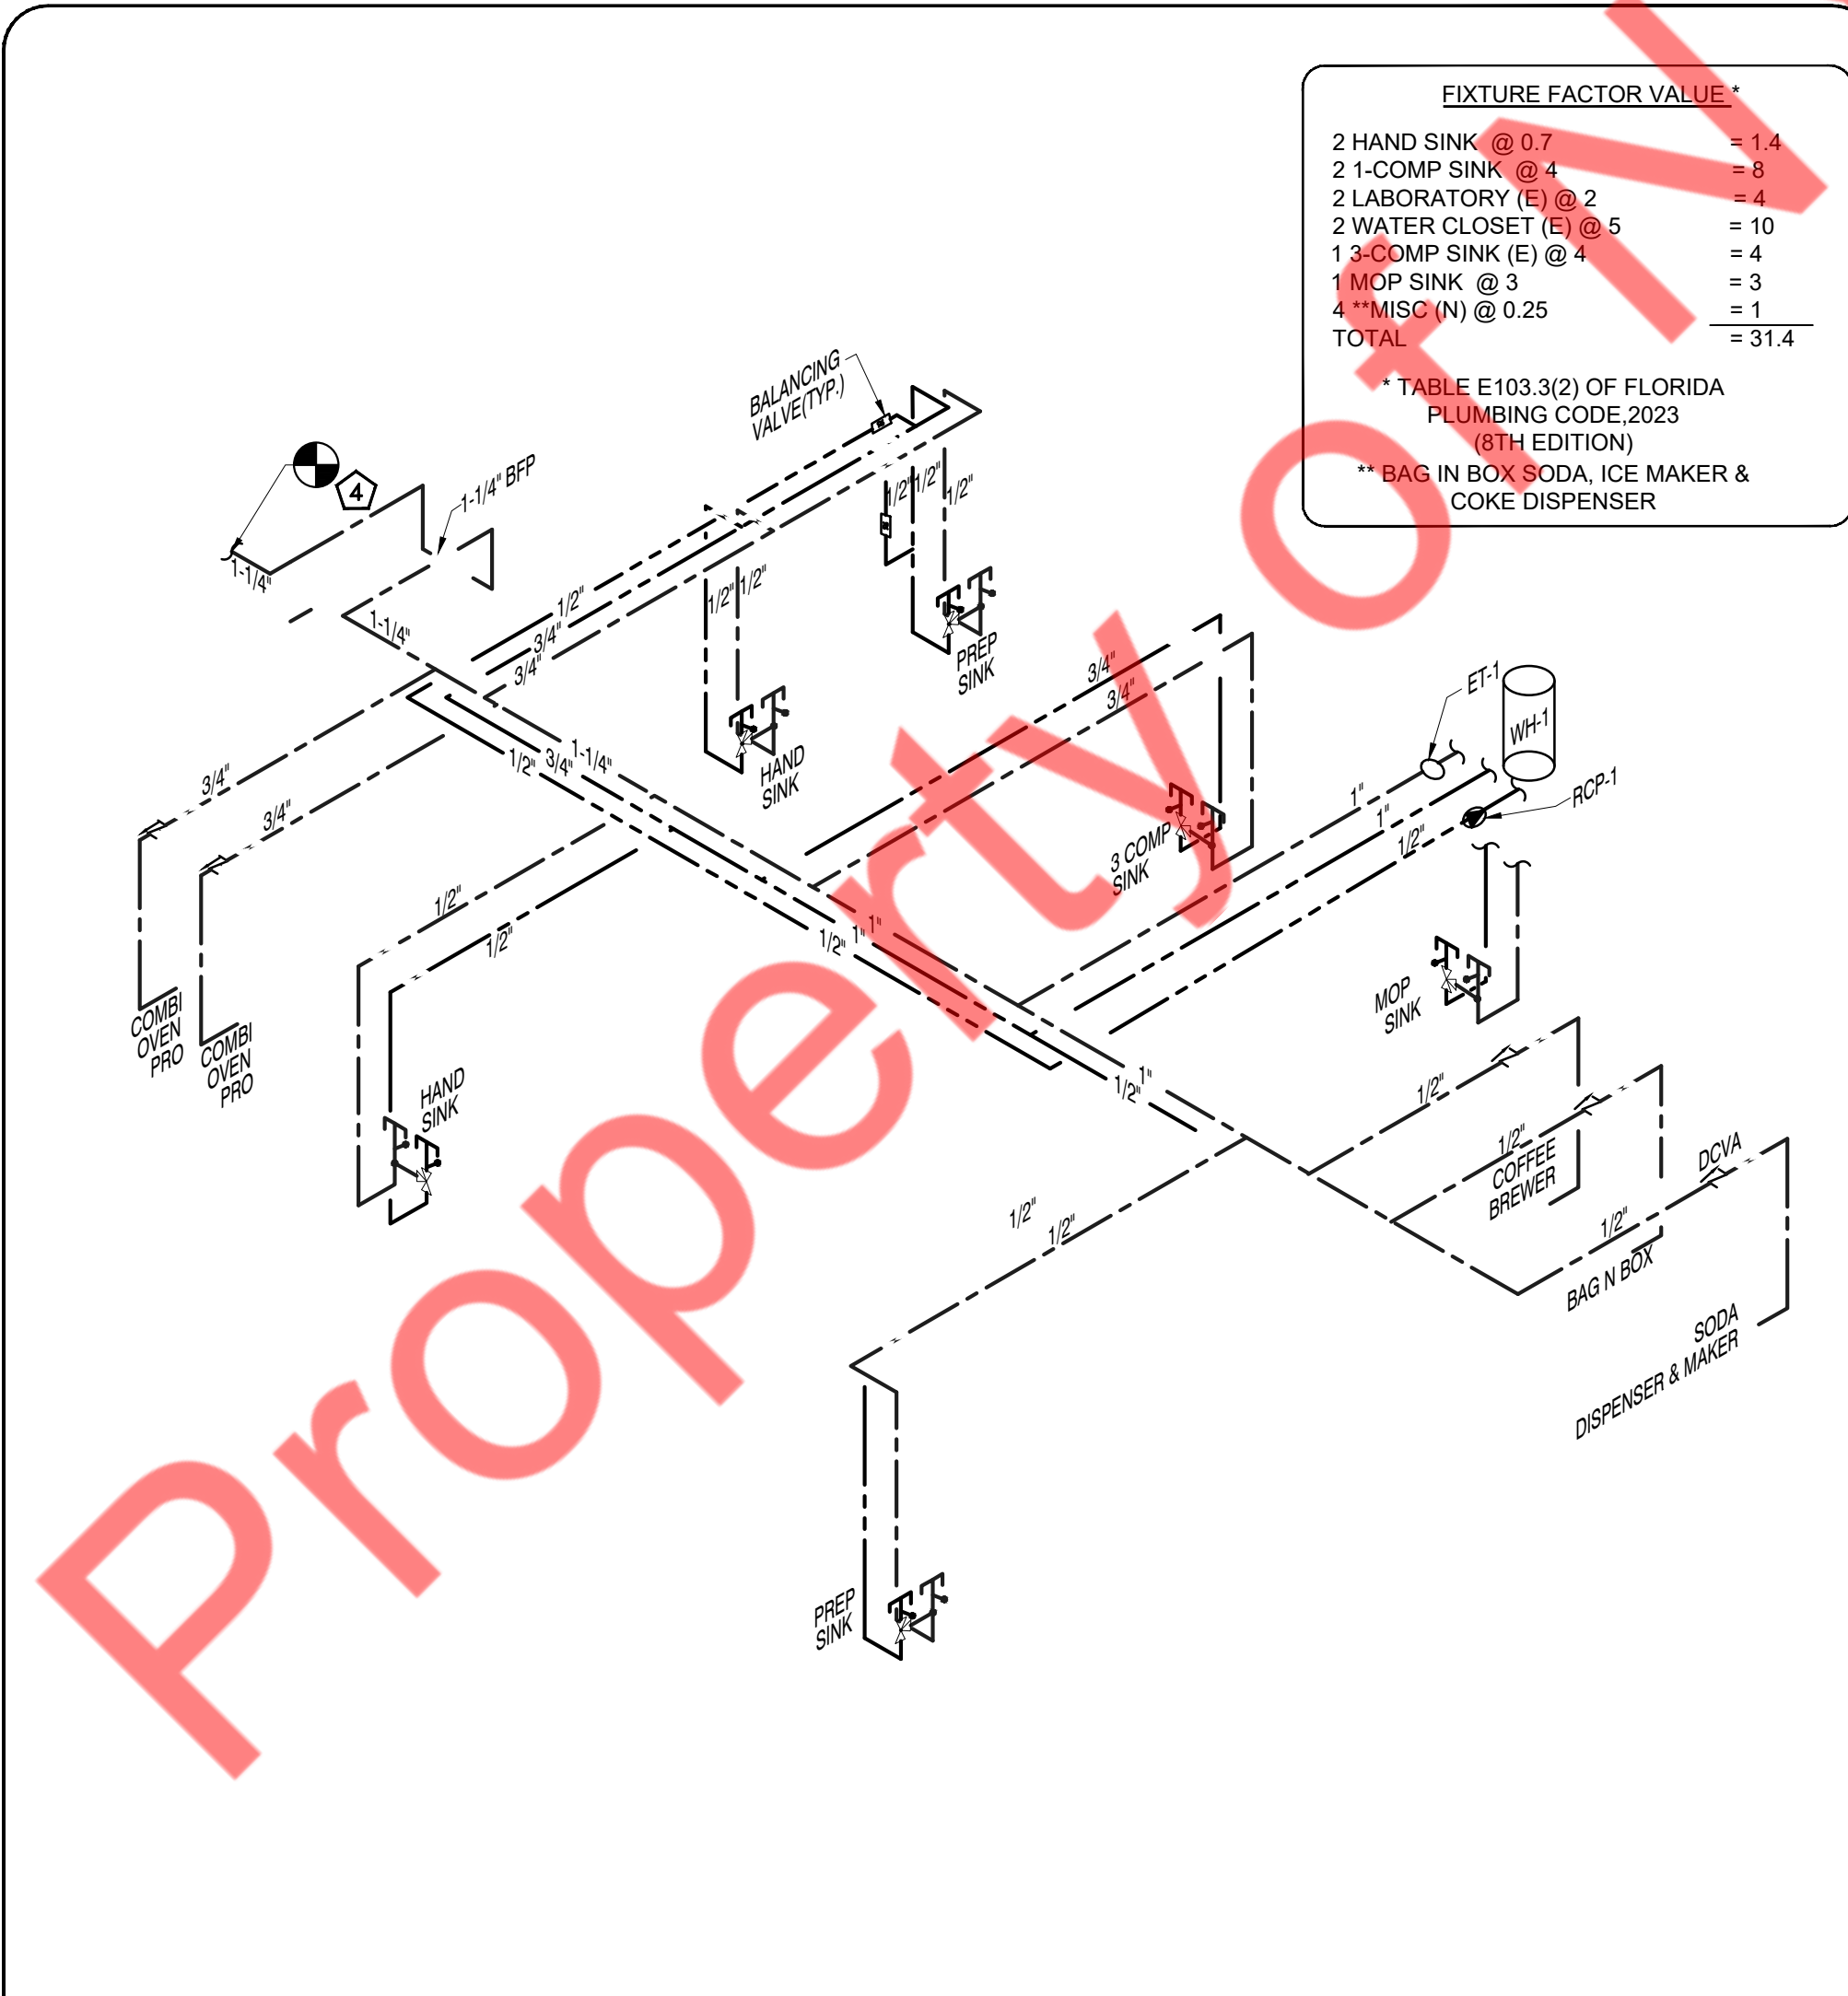 FIXTURE FACTOR VALUE *
2 HAND SINK @ 0.7 = 1.4
2 1-COMP SINK @ 4 = 8
2 LABORATORY (E) @ 2 = 4
2 WATER CLOSET (E) @ 5 = 10
1 3-COMP SINK (E) @ 4 = 4
1 MOP SINK @ 3 = 3
4 **MISC (N) @ 0.25 = 1
TOTAL = 31.4
* TABLE E103.3(2) OF FLORIDA
PLUMBING CODE,2023
(8TH EDITION)
** BAG IN BOX SODA, ICE MAKER &
COKE DISPENSER
BALANCING
VALVE(TYP.)
4
1-1/4" BFP
1-1/4"
1/2"
1/2"
1/2"
1/2"
1/2"
1/2"
3/4"
3/4"
1-1/4"
PREP
SINK
HAND
SINK
3/4"
3/4"
ET-1
WH-1
RCP-1
1"
1"
1/2"
3 COMP
SINK
1/2"
3/4"
1-1/4"
3/4"
3/4"
1/2"
1/2"
1/2"
1"
1"
COMBI
OVEN
PRO
COMBI
OVEN
PRO
HAND
SINK
MOP
SINK
1"
1/2"
1/2"
1/2"
COFFEE
BREWER
DCVA
1/2"
BAG N BOX
SODA
DISPENSER & MAKER
1/2"
1/2"
PREP
SINK
Property of